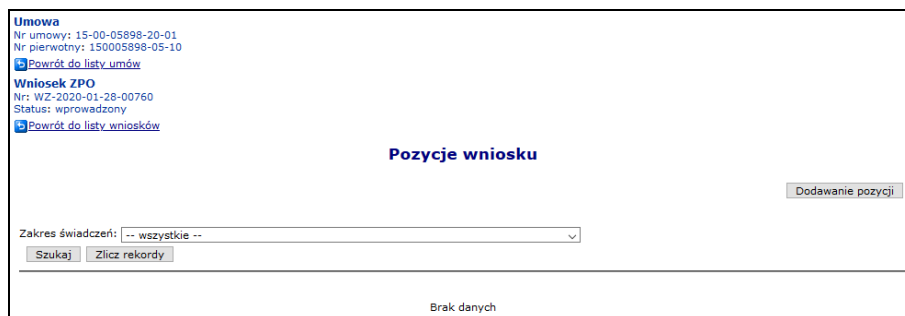 Umowa
Nr umowy: 15-00-05898-20-01
Nr pierwotny: 150005898-05-10
Powrót do listy umów
Wniosek ZPO
Nr: WZ-2020-01-28-00760
Status: wprowadzony
Powrót do listy wniosków
Pozycje wniosku
Dodawanie pozycji
Zakres świadczeń: -- wszystkie --
Szukaj Zlicz rekordy
Brak danych